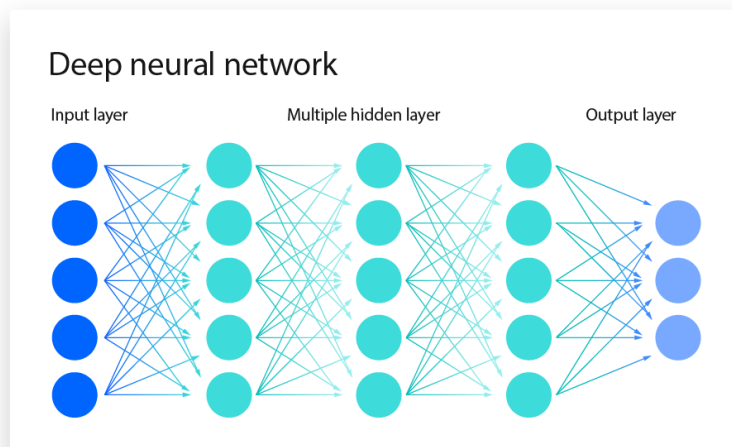 Deep neural network
Input layer
Multiple hidden layer
Output layer